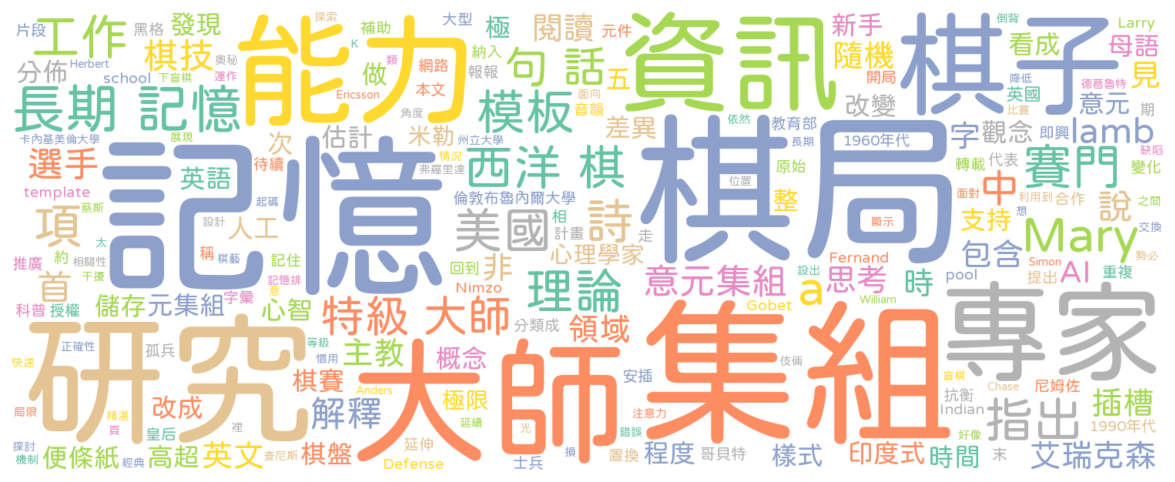 片段 黑格 發現 能力 探索 補助 大型 極 閱讀 元件 資訊 新手 棋子 倒背 Larry
工作 Herbert 棋技 奧秘 K 類 網路 隨機 看成 母語
分佈 school 下盲棋 運作 做 報報 納入 句 話 五 開局 降低 英國 見 德葛魯特
長期 記憶 Ericsson 本文 面向 音韻 改變 比賽 意元 期
卡內基美倫大學 展現 次 估計 角度 米勒 模板 差異 依然 教育部 1960年代 字 觀念 即興 lamb 缺陷
選手 英語 待續 情況 州立大學 西洋 棋 長期 原始 轉載 代表 賽門 變化
template 弗羅里達 倫敦布魯內爾大學 位置 中 面對 利用到 合作 之間
項 蔡斯 起碼 設計 人工 美國 相 詩 整 顯示 支持 想 說 交換
記憶 棋局
推廣 太 約 相關性 稱 棋藝 計畫 走 心理學家 Fernand 包含 Simon 提出 Mary 勢必
首 干擾 記住 回到 非 設出 思考 時 pool AI 重複
科普 授權 儲存 元集組 字彙 記憶排 意 心智 Nimzo 理論 意元集組 Gobet a William
研究 特級 大師 分類成 領域 集組 專家
快速 正確性 孤兵 等級 慣用 主教 概念 伎倆 盲棋 尼姆佐
局限 精湛 改成 棋賽 Anders 極限 大師 安插 抗衡 Chase 插槽
頁 皇后 裡 解釋 延續 光 注意力 Indian 指出 1990年代
探討 機制 便條紙 經典 高超 英文 查尼斯 棋盤 延伸 Defense 士兵 損 錯誤 置換 程度 哥貝特 樣式 印度式 時間 好像 末 艾瑞克森